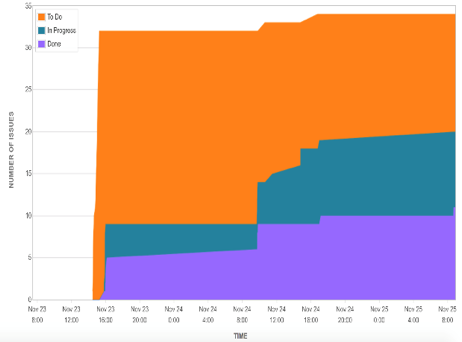 35
To Do
In Progress
Done
30
25
20
15
10
5
0
NUMBER OF ISSUES
Nov 23 Nov 23 Nov 23 Nov 23 Nov 24 Nov 24 Nov 24 Nov 24 Nov 24 Nov 24 Nov 25 Nov 25 Nov 25
8:00 12:00 16:00 20:00 0:00 4:00 8:00 12:00 16:00 20:00 0:00 4:00 8:00
TIME